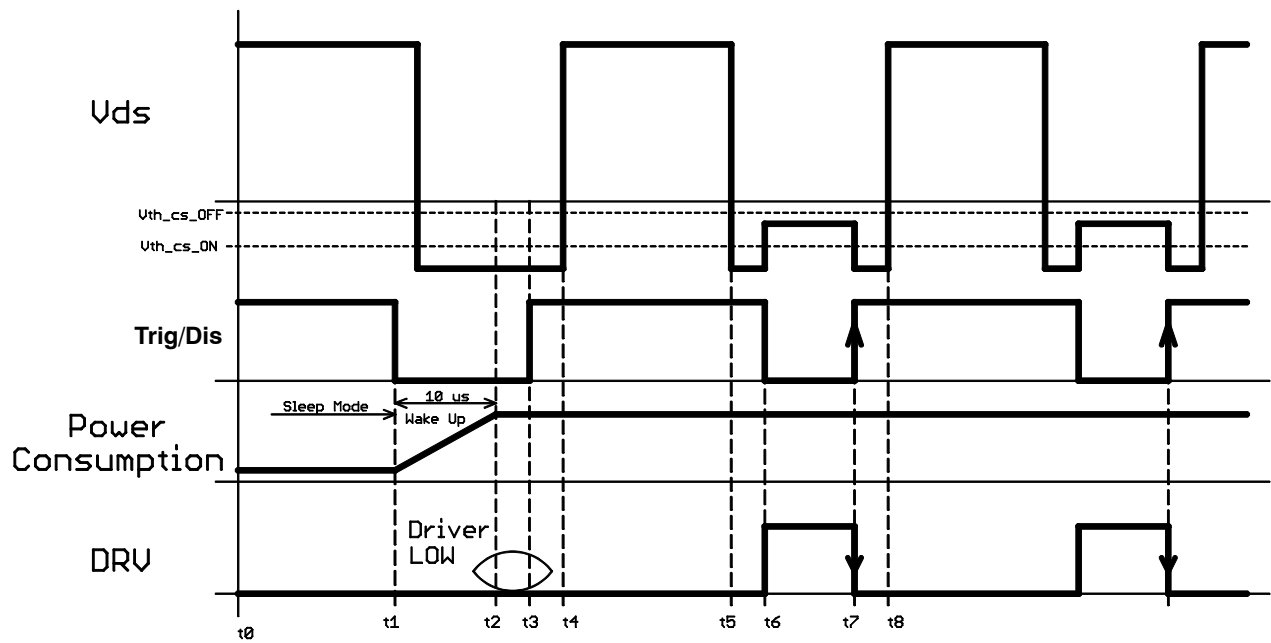 Vds
Vth_cs_OFF
Vth_cs_ON
Trig/Dis
10 us
Sleep Mode
Wake Up
Power
Consumption
Driver
LOW
DRV
t0
t1
t2
t3
t4
t5
t6
t7
t8